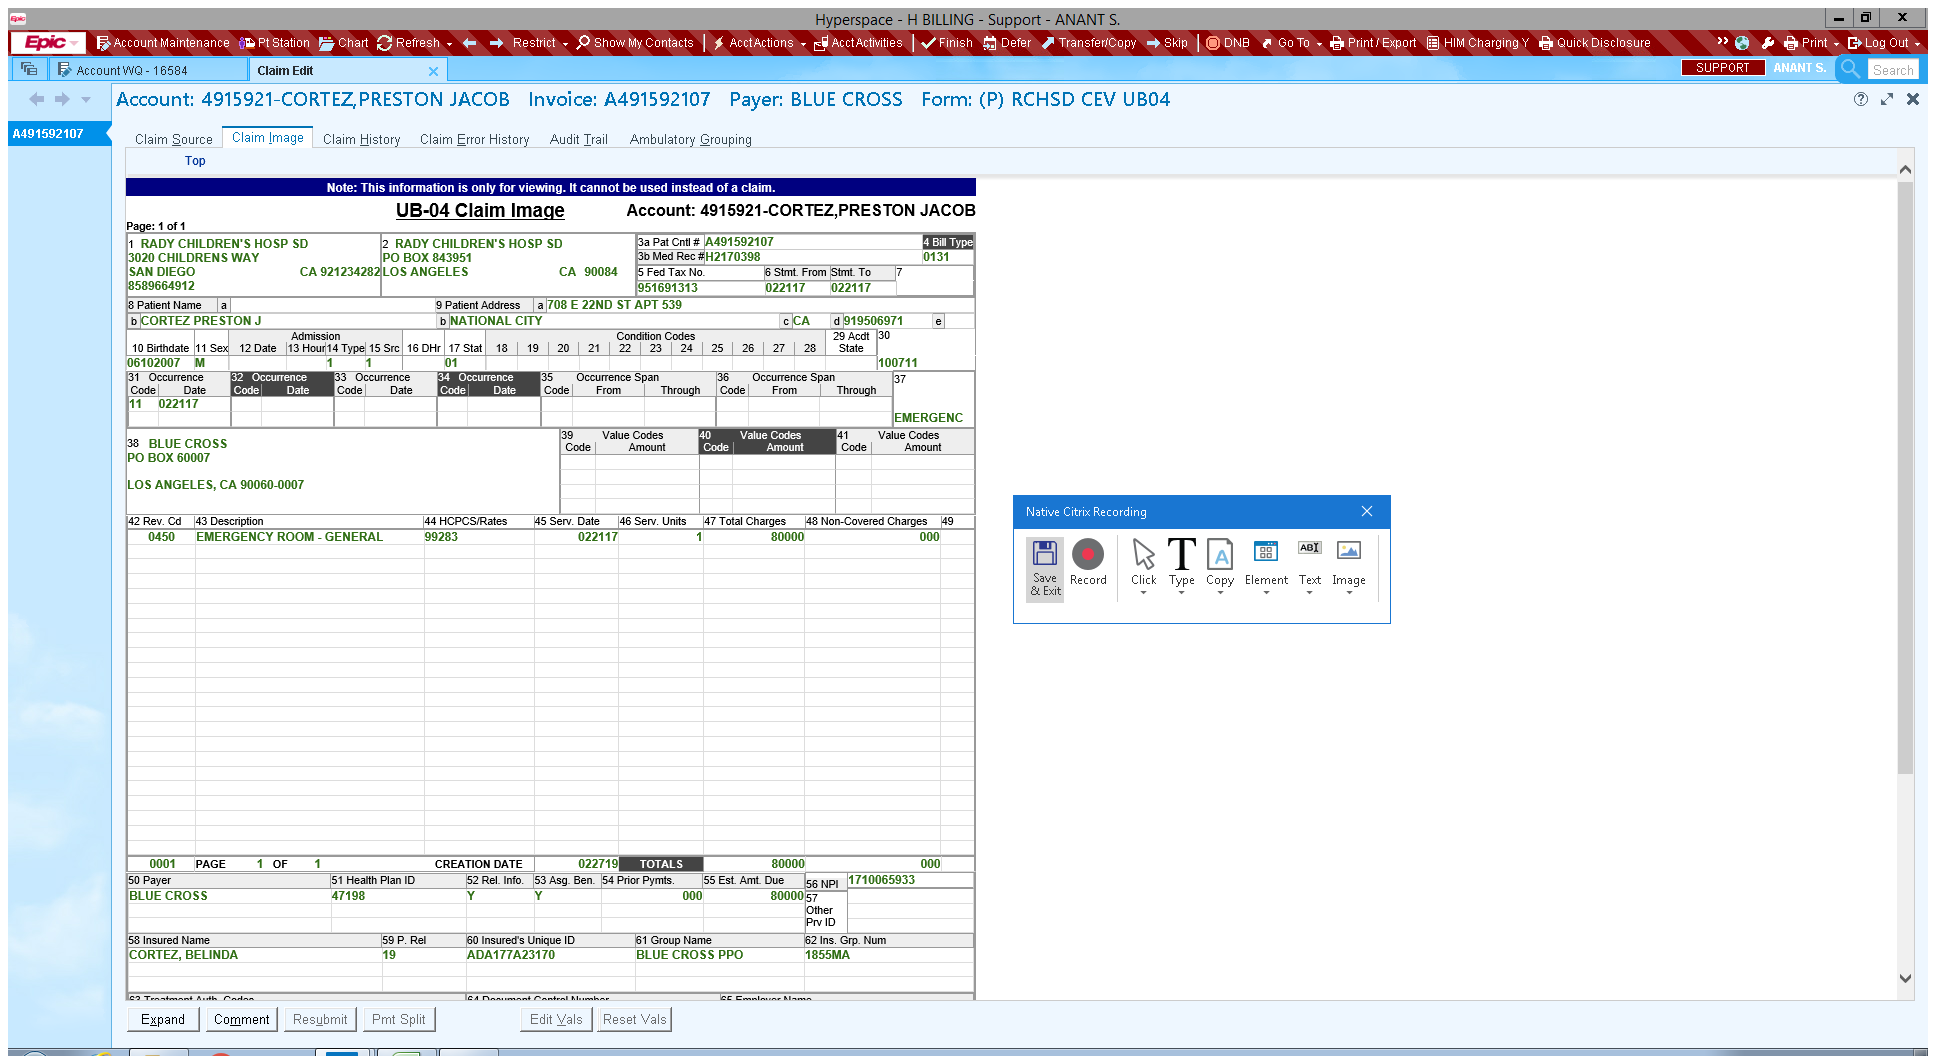 Epic
Hyperspace - H BILLING - Support - ANANT S.
Epic Account Maintenance Pt Station Chart Refresh Restrict Show My Contacts Acct Actions Acct Activities Finish Defer Transfer/Copy Skip DNB Go To Print / Export HIM Charging Y Quick Disclosure Print Log Out
Account WQ - 16584 Claim Edit SUPPORT ANANT S. Search
Account: 4915921-CORTEZ,PRESTON JACOB Invoice: A491592107 Payer: BLUE CROSS Form: (P) RCHSD CEV UB04
A491592107
Claim Source Claim Image Claim History Claim Error History Audit Trail Ambulatory Grouping
Top
Note: This information is only for viewing. It cannot be used instead of a claim.
UB-04 Claim Image Account: 4915921-CORTEZ,PRESTON JACOB
Page: 1 of 1
1 RADY CHILDREN'S HOSP SD 2 RADY CHILDREN'S HOSP SD 3a Pat Cntl # A491592107 4 Bill Type
3020 CHILDRENS WAY PO BOX 843951 3b Med Rec # H2170398 0131
SAN DIEGO CA 921234282 LOS ANGELES CA 90084 5 Fed Tax No. 6 Stmt. From Stmt. To 7
8589664912 951691313 022117 022117
8 Patient Name a 9 Patient Address a 708 E 22ND ST APT 539
b CORTEZ PRESTON J b NATIONAL CITY c CA d 919506971 e
Admission Condition Codes 29 Acdt 30
10 Birthdate 11 Sex 12 Date 13 Hour 14 Type 15 Src 16 DHr 17 Stat 18 19 20 21 22 23 24 25 26 27 28 State
06102007 M 1 1 01 100711
31 Occurrence 32 Occurrence 33 Occurrence 34 Occurrence 35 Occurrence Span 36 Occurrence Span 37
Code Date Code Date Code Date Code Date Code From Through Code From Through
11 022117
EMERGENC
38 BLUE CROSS 39 Value Codes 40 Value Codes 41 Value Codes
PO BOX 60007 Code Amount Code Amount Code Amount
LOS ANGELES, CA 90060-0007
42 Rev. Cd 43 Description 44 HCPCS/Rates 45 Serv. Date 46 Serv. Units 47 Total Charges 48 Non-Covered Charges 49
0450 EMERGENCY ROOM - GENERAL 99283 022117 1 80000 000
Native Citrix Recording
Save & Exit Record Click Type Copy Element Text Image
0001 PAGE 1 OF 1 CREATION DATE 022719 TOTALS 80000 000
50 Payer 51 Health Plan ID 52 Rel. Info. 53 Asg. Ben. 54 Prior Pymts. 55 Est. Amt. Due 56 NPI 1710065933
BLUE CROSS 47198 Y Y 000 80000 57
Other
Prv ID
58 Insured Name 59 P. Rel 60 Insured's Unique ID 61 Group Name 62 Ins. Grp. Num
CORTEZ, BELINDA 19 ADA177A23170 BLUE CROSS PPO 1855MA
63 Treatment Auth. Codes 64 Document Control Number 65 Employer Name
Expand Comment Resubmit Pmt Split Edit Vals Reset Vals